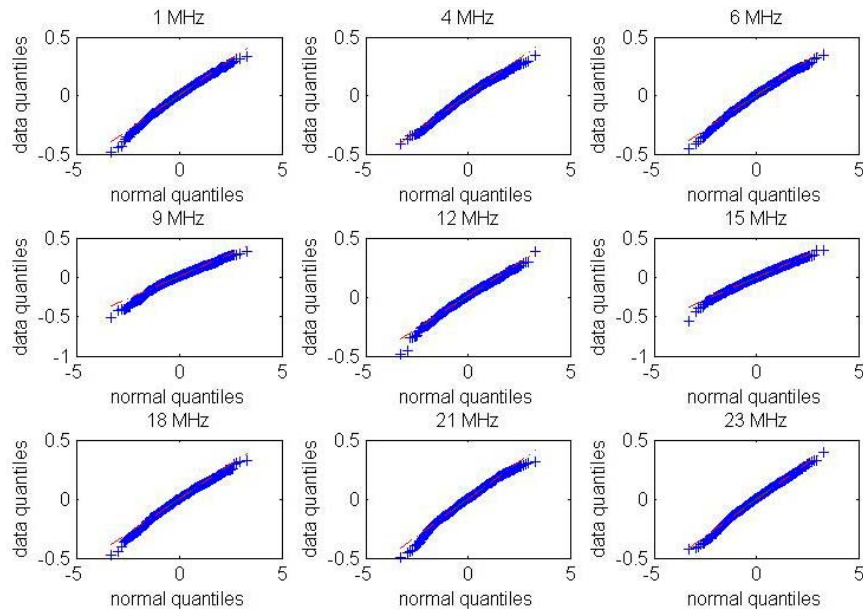 1 MHz 4 MHz 6 MHz
0.5 0.5 0.5
data quantiles data quantiles data quantiles
0 0 0
-0.5 -0.5 -0.5
-5 0 5 -5 0 5 -5 0 5
normal quantiles normal quantiles normal quantiles
9 MHz 12 MHz 15 MHz
0.5 0.5 0.5
data quantiles data quantiles data quantiles
0 0 0
-0.5 -0.5
-1 -0.5 -1
-5 0 5 -5 0 5 -5 0 5
normal quantiles normal quantiles normal quantiles
18 MHz 21 MHz 23 MHz
0.5 0.5 0.5
data quantiles data quantiles data quantiles
0 0 0
-0.5 -0.5 -0.5
-5 0 5 -5 0 5 -5 0 5
normal quantiles normal quantiles normal quantiles